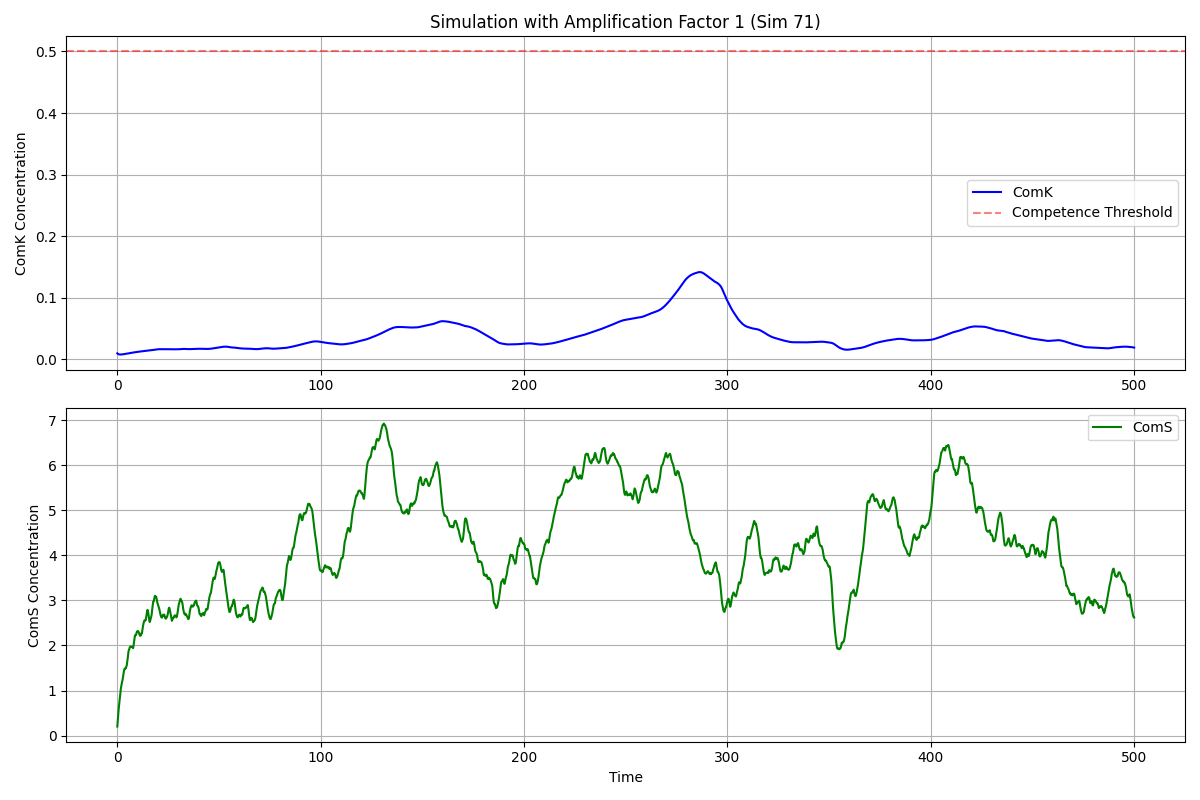 Simulation with Amplification Factor 1 (Sim 71)
ComK Concentration
0.5
0.4
0.3
0.2
0.1
0.0
ComK
Competence Threshold
0 100 200 300 400 500
ComS Concentration
7
6
5
4
3
2
1
0
ComS
0 100 200 300 400 500
Time